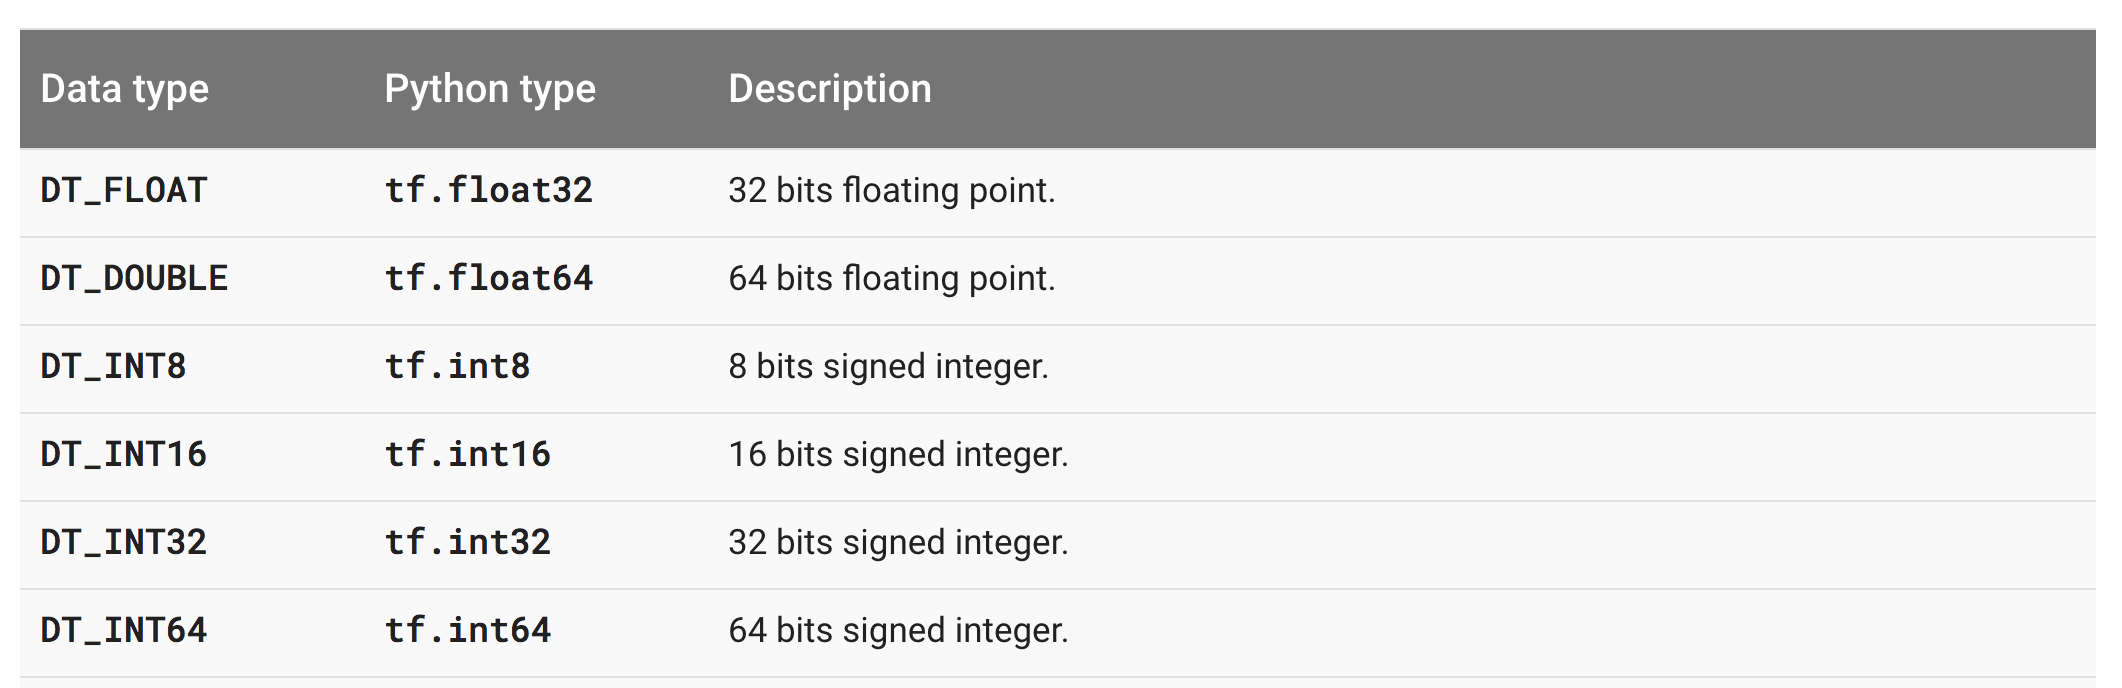 Data type Python type Description
DT_FLOAT tf.float32 32 bits floating point.
DT_DOUBLE tf.float64 64 bits floating point.
DT_INT8 tf.int8 8 bits signed integer.
DT_INT16 tf.int16 16 bits signed integer.
DT_INT32 tf.int32 32 bits signed integer.
DT_INT64 tf.int64 64 bits signed integer.